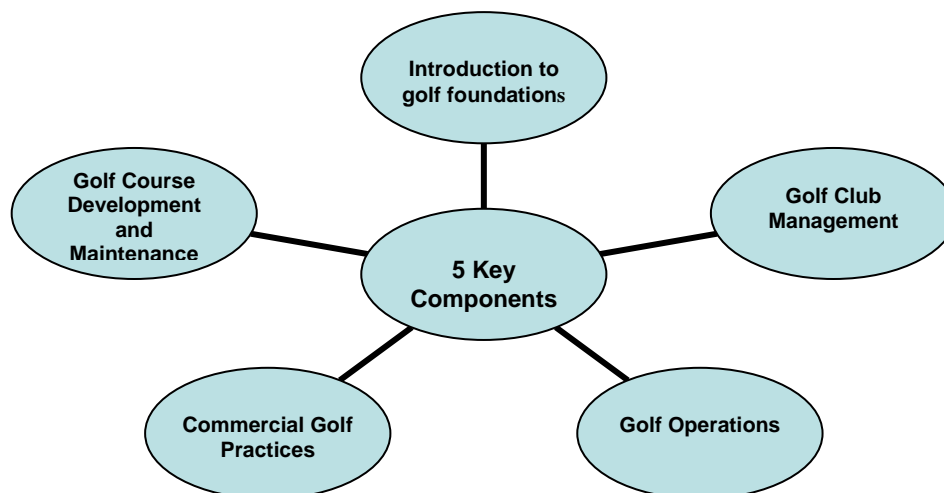 Introduction to
golf foundations
Golf Course
Development
and
Maintenance
Golf Club
Management
5 Key
Components
Commercial Golf
Practices
Golf Operations